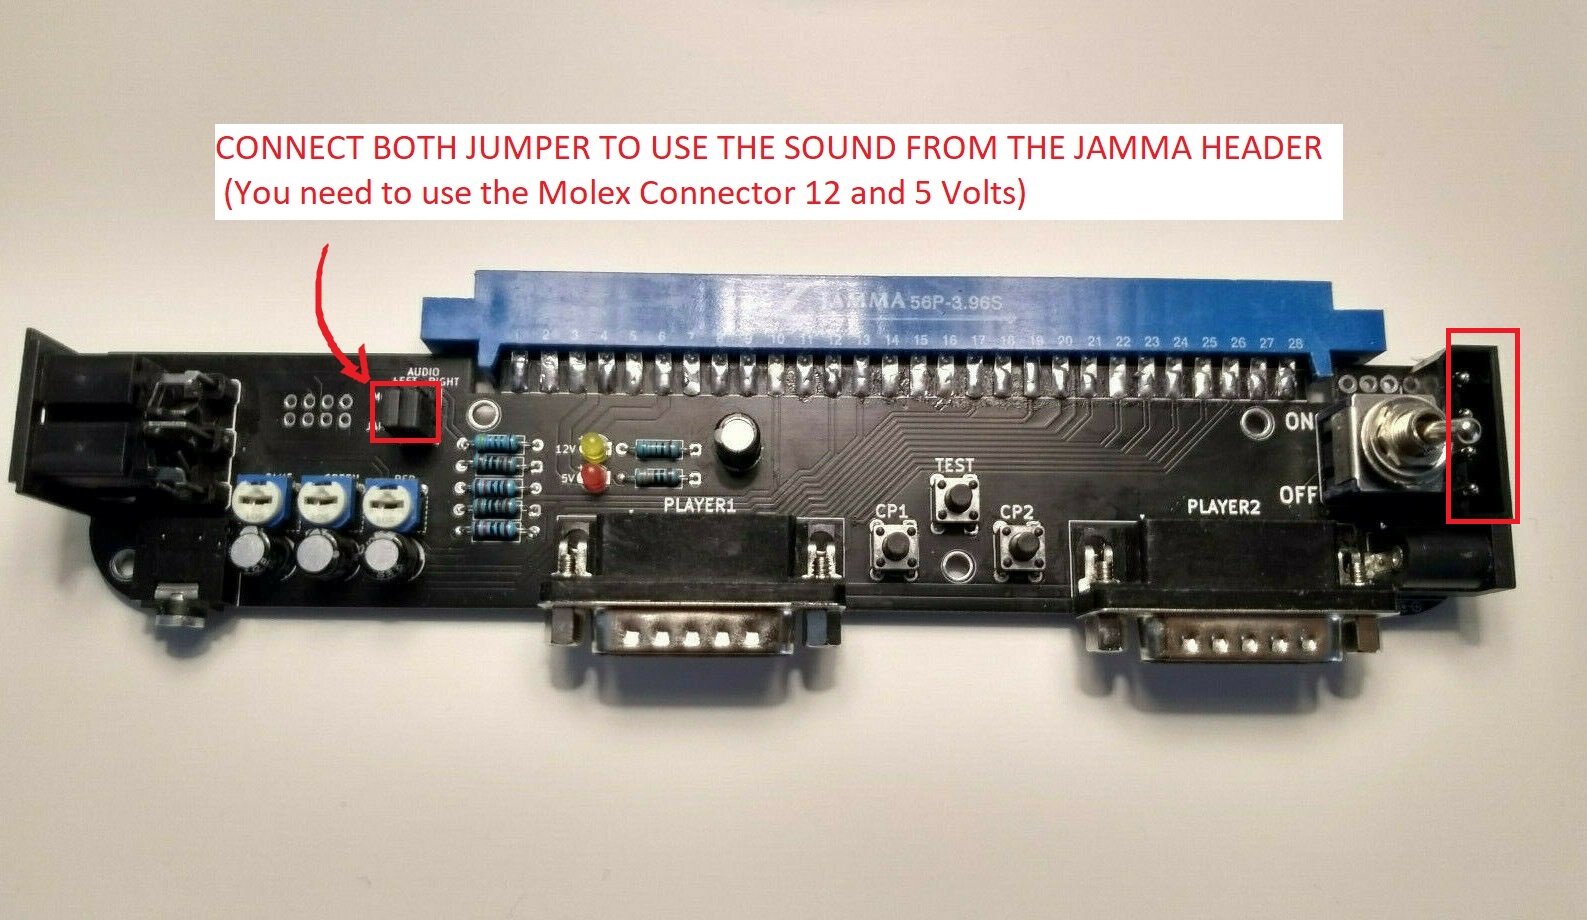 CONNECT BOTH JUMPER TO USE THE SOUND FROM THE JAMMA HEADER
(You need to use the Molex Connector 12 and 5 Volts)
JAMMA 56P-3.96S
1 2 3 4 5 6 7 8 9 10 11 12 13 14 15 16 17 18 19 20 21 22 23 24 25 26 27 28
AUDIO
LEFT RIGHT
ON
12V
5V
TEST
OFF
PLAYER1
PLAYER2
CP1
CP2
BLUE
GREEN
RED